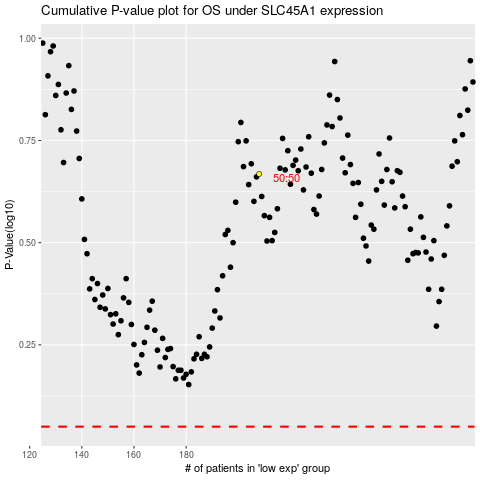 Cumulative P-value plot for OS under SLC45A1 expression
P-Value(log10)
1.00
0.75
0.50
0.25
50:50
120 140 160 180
# of patients in 'low exp' group